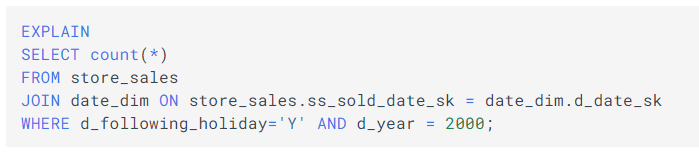 EXPLAIN
SELECT count(*)
FROM store_sales
JOIN date_dim ON store_sales.ss_sold_date_sk = date_dim.d_date_sk
WHERE d_following_holiday='Y' AND d_year = 2000;